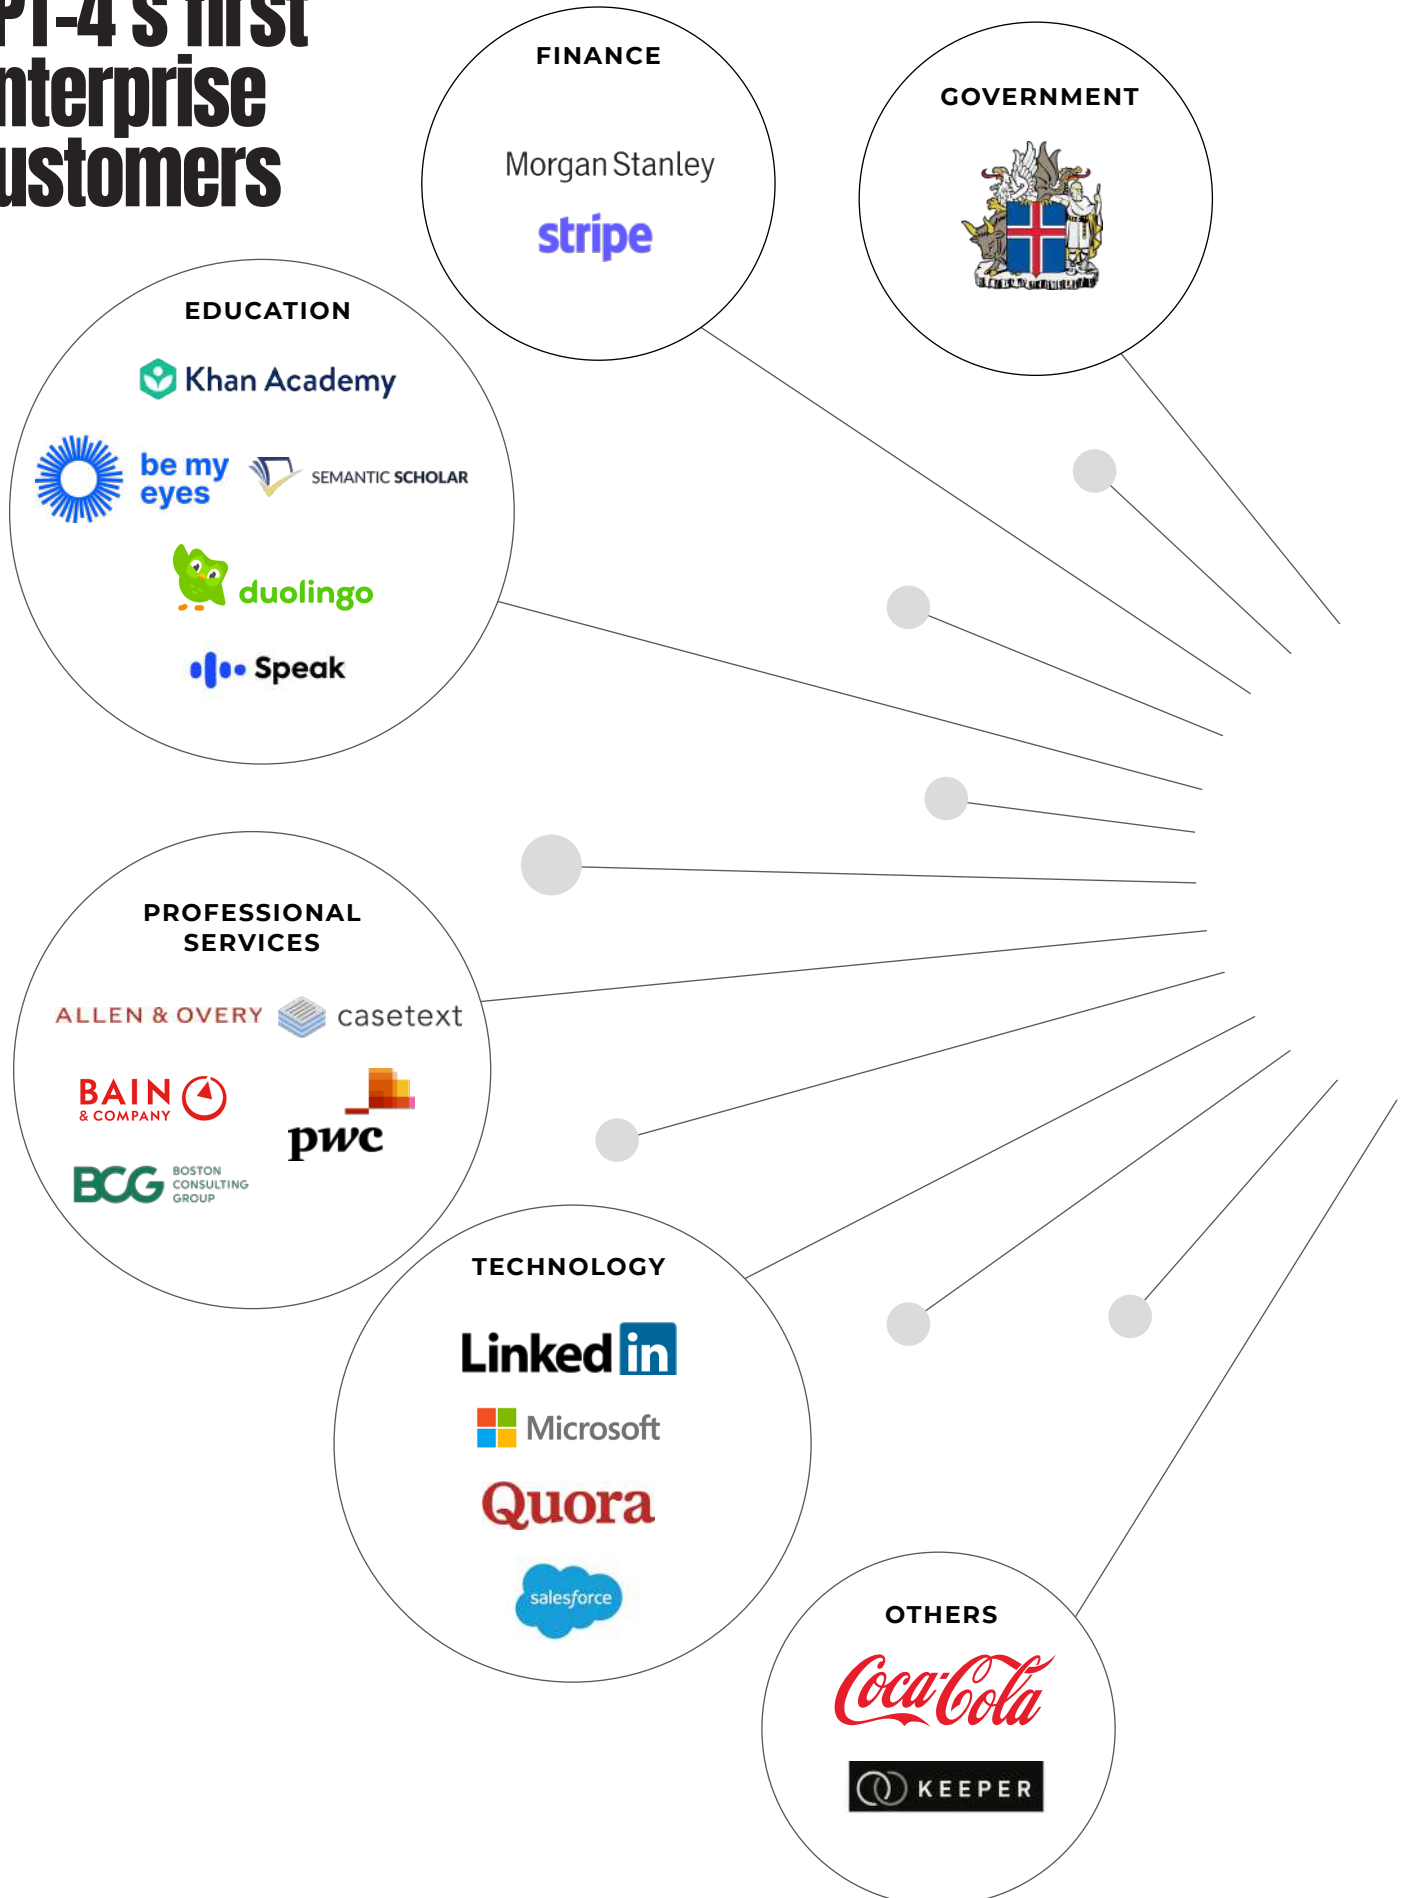 PT-4's first
nterprise
ustomers
FINANCE
Morgan Stanley
stripe
GOVERNMENT
EDUCATION
Khan Academy
be my
eyes
SEMANTIC SCHOLAR
duolingo
Speak
PROFESSIONAL
SERVICES
ALLEN & OVERY
casetext
BAIN
& COMPANY
pwc
BCG
BOSTON
CONSULTING
GROUP
TECHNOLOGY
Linked in
Microsoft
Quora
salesforce
OTHERS
Coca-Cola
KEEPER